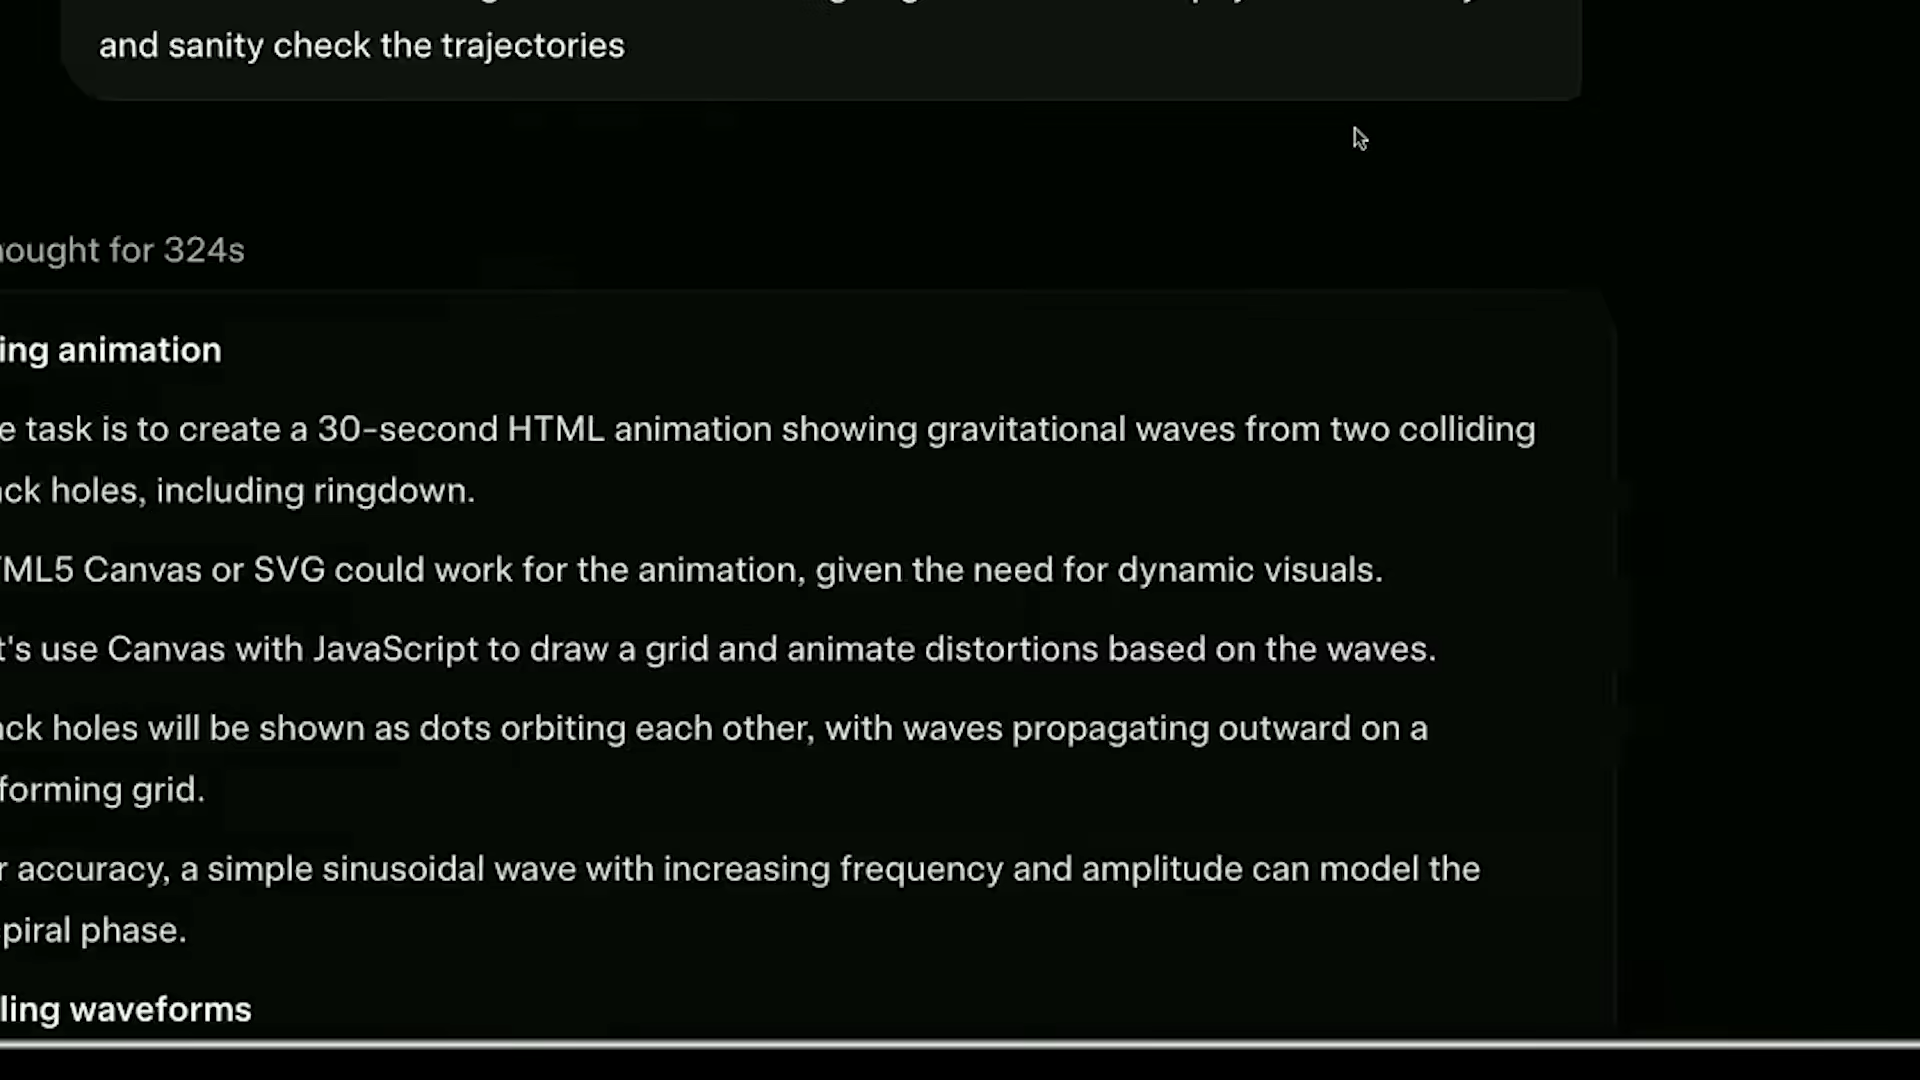 and sanity check the trajectories
ought for 324s
ing animation
e task is to create a 30-second HTML animation showing gravitational waves from two colliding
ck holes, including ringdown.
ML5 Canvas or SVG could work for the animation, given the need for dynamic visuals.
t's use Canvas with JavaScript to draw a grid and animate distortions based on the waves.
ck holes will be shown as dots orbiting each other, with waves propagating outward on a
forming grid.
r accuracy, a simple sinusoidal wave with increasing frequency and amplitude can model the
piral phase.
ling waveforms